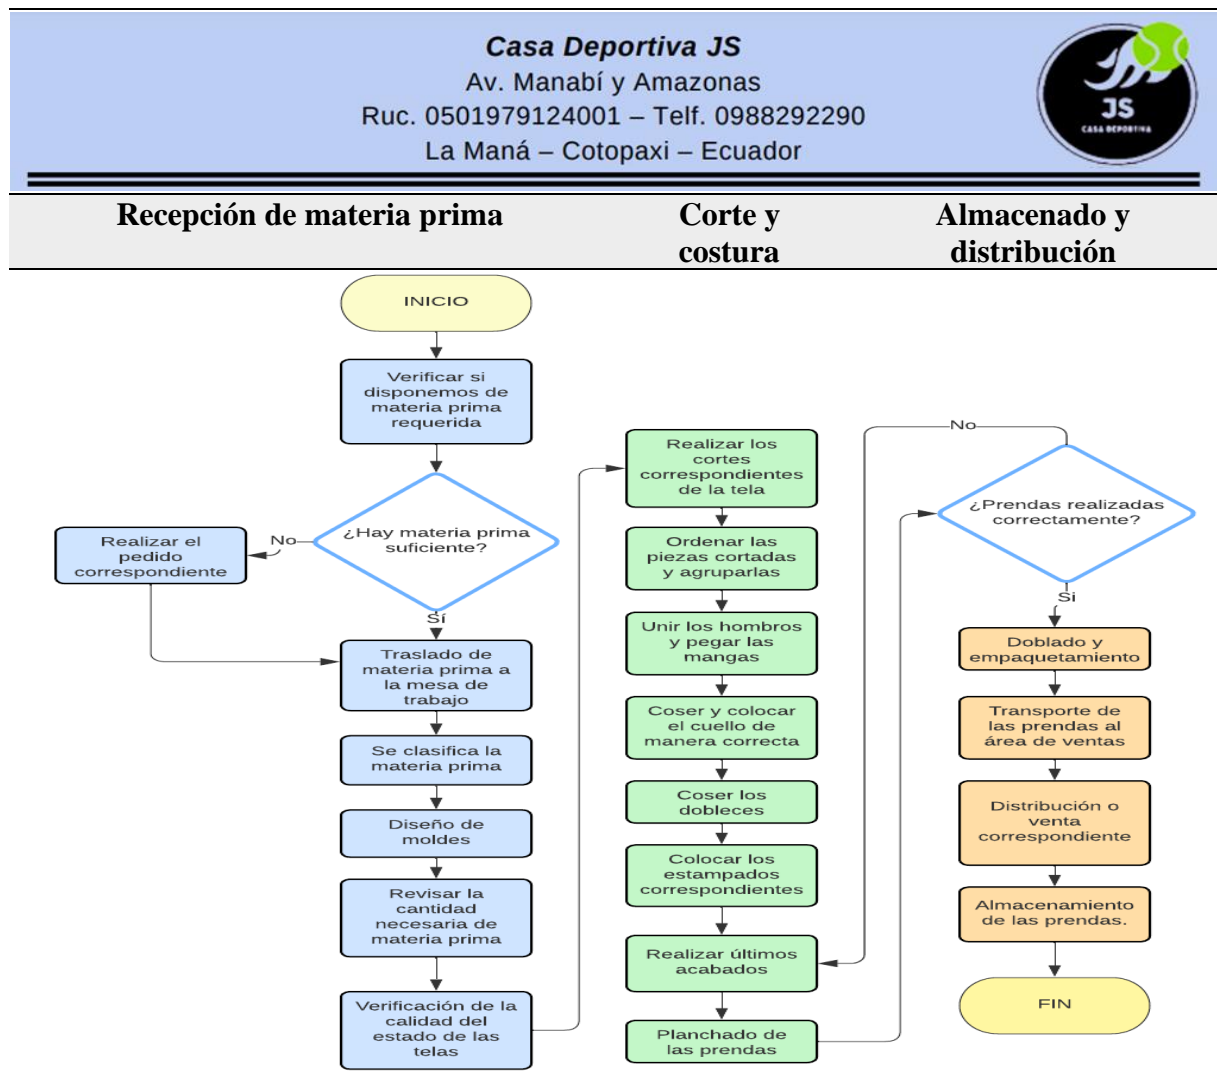 Casa Deportiva JS
Av. Manabí y Amazonas
Ruc. 0501979124001 – Telf. 0988292290
La Maná – Cotopaxi – Ecuador
JS
CASA DEPORTIVA
Recepción de materia prima
Corte y
costura
Almacenado y
distribución
INICIO
Verificar si
disponemos de
materia prima
requerida
¿Hay materia prima
suficiente?
No
Realizar el
pedido
correspondiente
Sí
Traslado de
materia prima a
la mesa de
trabajo
Se clasifica la
materia prima
Diseño de
moldes
Revisar la
cantidad
necesaria de
materia prima
Verificación de la
calidad del
estado de las
telas
Realizar los
cortes
correspondientes
de la tela
Ordenar las
piezas cortadas
y agruparlas
Unir los hombros
y pegar las
mangas
Coser y colocar
el cuello de
manera correcta
Coser los
dobleces
Colocar los
estampados
correspondientes
Realizar últimos
acabados
Planchado de
las prendas
No
¿Prendas realizadas
correctamente?
Si
Doblado y
empaquetamiento
Transporte de
las prendas al
área de ventas
Distribución o
venta
correspondiente
Almacenamiento
de las prendas.
FIN